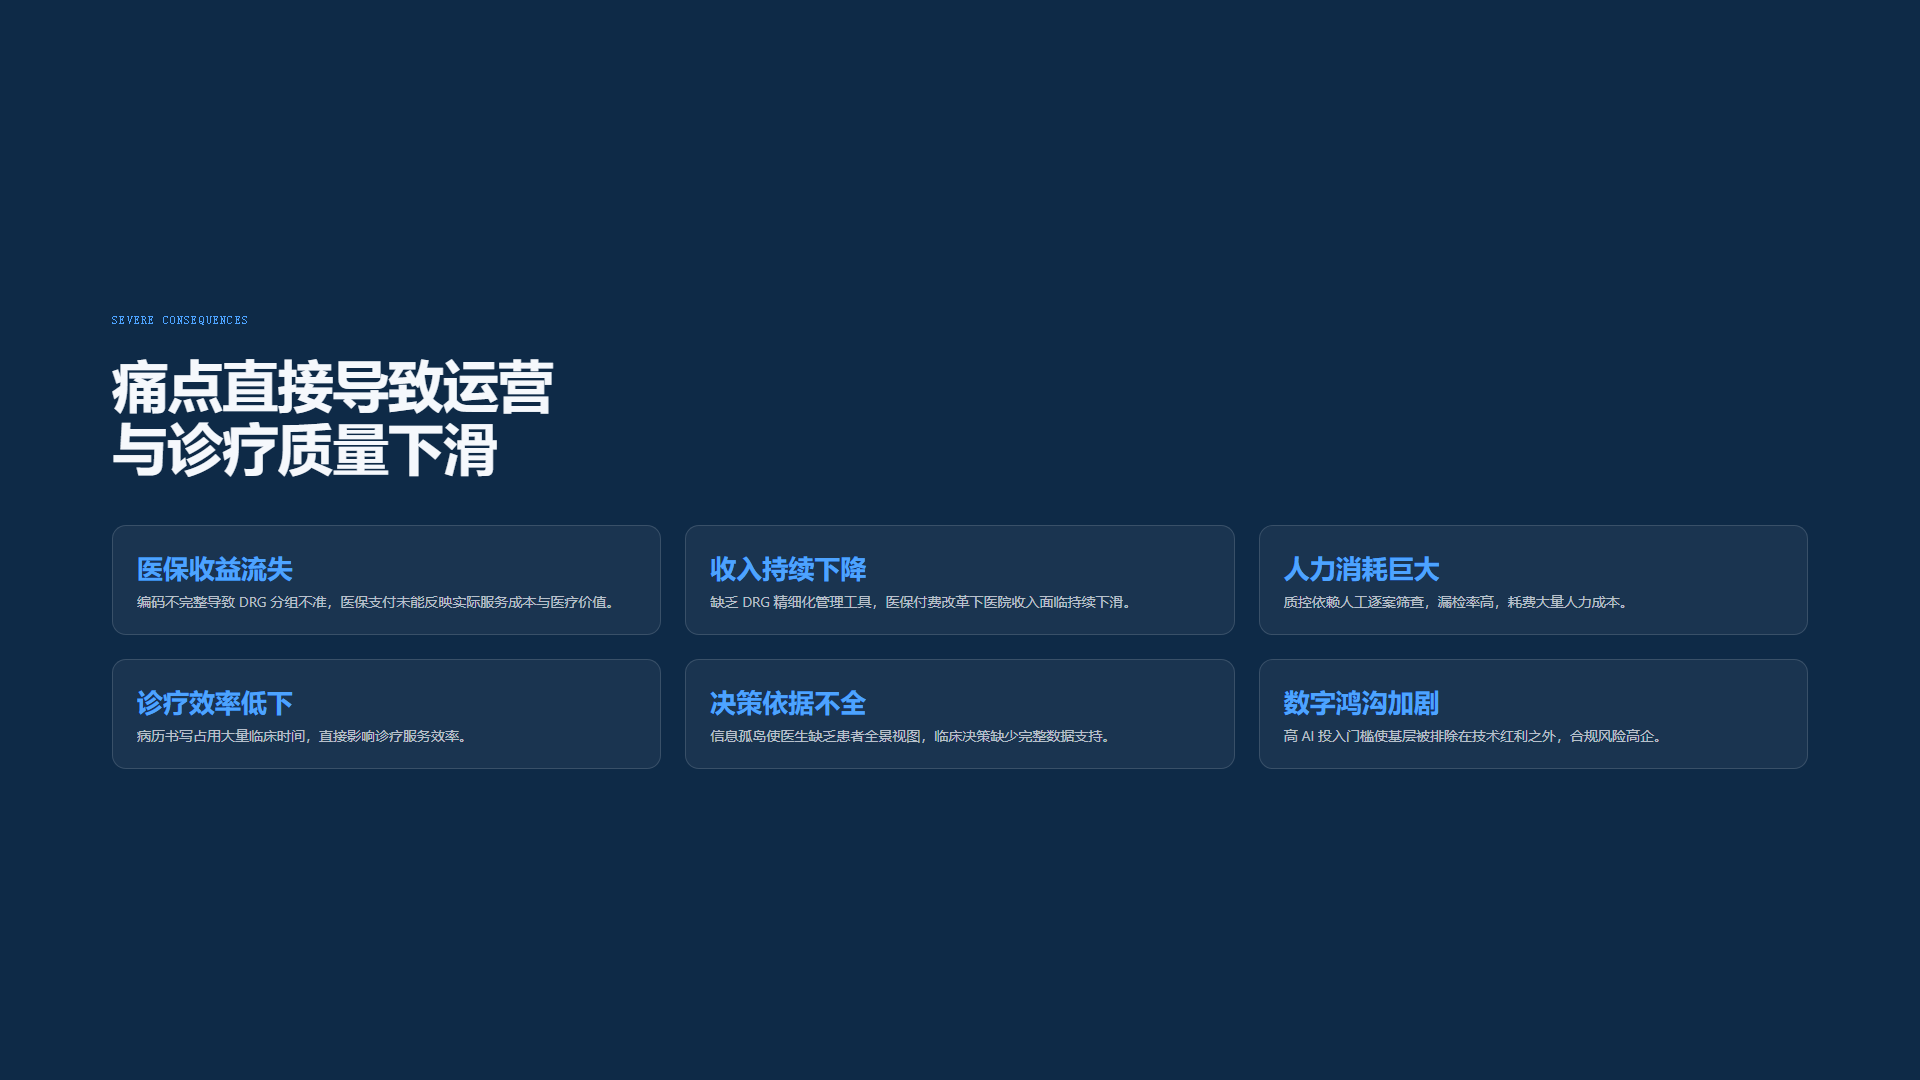 SEVERE CONSEQUENCES
痛点直接导致运营
与诊疗质量下滑
医保收益流失
编码不完整导致 DRG 分组不准，医保支付未能反映实际服务成本与医疗价值。
收入持续下降
缺乏 DRG 精细化管理工具，医保付费改革下医院收入面临持续下滑。
人力消耗巨大
质控依赖人工逐案筛查，漏检率高，耗费大量人力成本。
诊疗效率低下
病历书写占用大量临床时间，直接影响诊疗服务效率。
决策依据不全
信息孤岛使医生缺乏患者全景视图，临床决策缺少完整数据支持。
数字鸿沟加剧
高 AI 投入门槛使基层被排除在技术红利之外，合规风险高企。